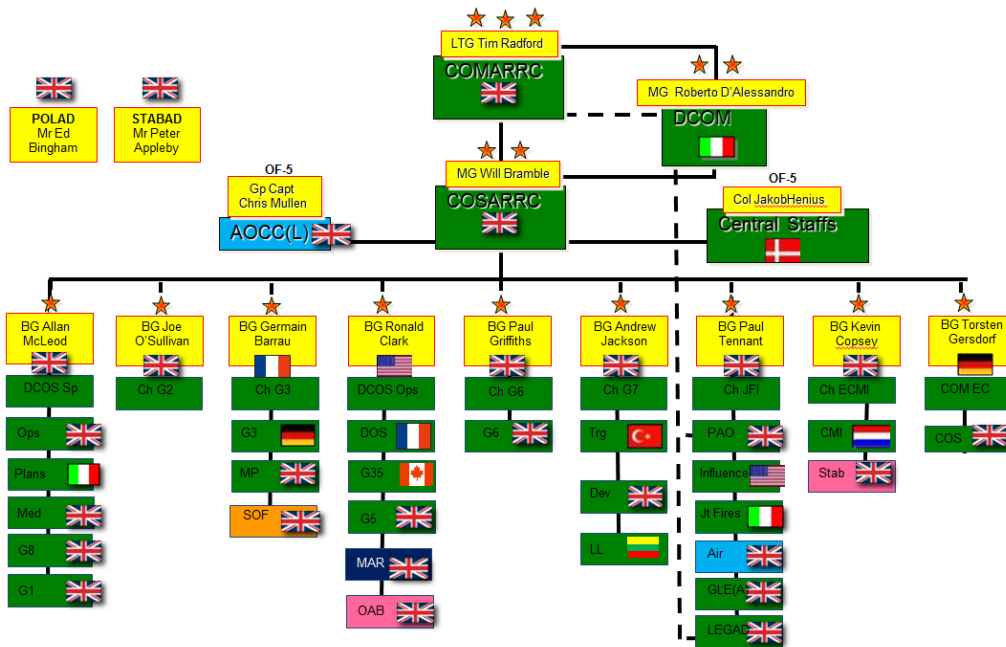 LTG Tim Radford
COMARRC
MG  Roberto D'Alessandro
DCOM
POLAD
Mr Ed
Bingham
STABAD
Mr Peter
Appleby
MG Will Bramble
COSARRC
OF-5
Gp Capt
Chris Mullen
AOCC(L)
OF-5
Col JakobHenius
Central Staffs
BG Allan
McLeod
DCOS Sp
Ops
Plans
Med
G8
G1
BG Joe
O'Sullivan
Ch G2
BG Germain
Barrau
Ch G3
G3
MP
SOF
BG Ronald
Clark
DCOS Ops
DOS
G35
G5
MAR
OAB
BG Paul
Griffiths
Ch G6
G6
BG Andrew
Jackson
Ch G7
Trg
Dev
LL
BG Paul
Tennant
Ch JFI
PAO
Influence
Jt Fires
Air
GLE(A)
LEGAD
BG Kevin
Copsey
Ch ECMI
CMI
Stab
BG Torsten
Gersdorf
COM EC
COS